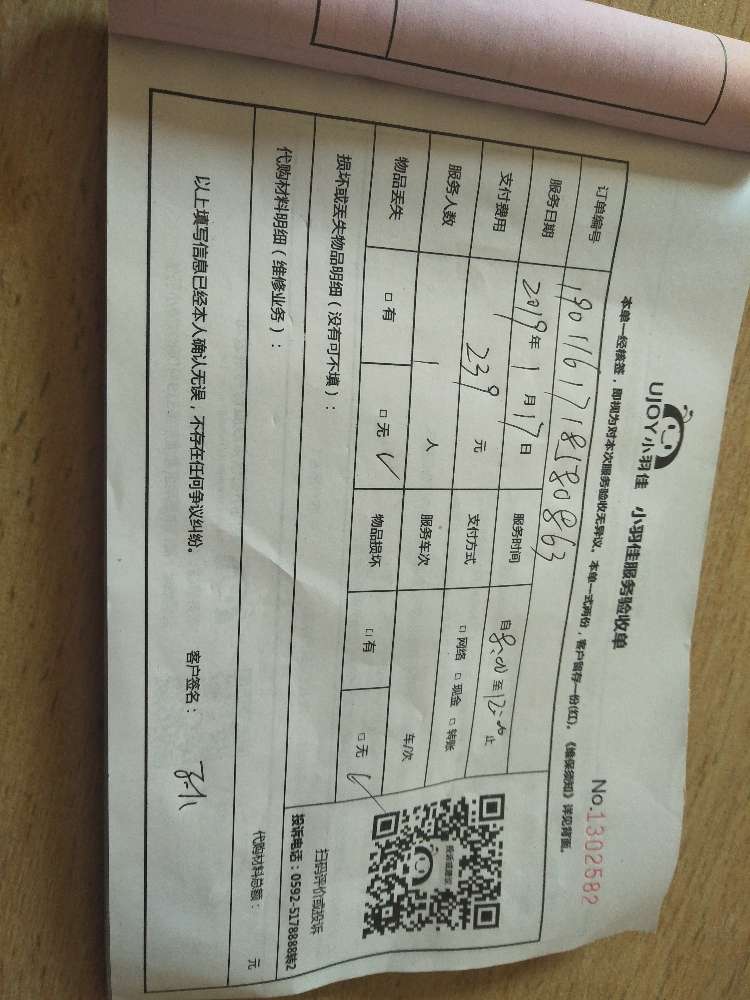 UJOY小羽佳 小羽佳服务验收单
No.1302582
本单一经核签，即视为对本次服务验收无异议。本单一式两份，客户留存一份(红)。《维保须知》详见背面。
订单编号 1901161718580863
服务日期 2019年1月17日 服务时间 自8:00至12:00止
支付费用 239元 支付方式 □网络 □现金 □转账
服务人数 1人 服务车次 车/次
物品丢失 □有 □无√ 物品损坏 □有 □无√
损坏或丢失物品明细（没有可不填）：
代购材料明细（维修业务）：
代购材料总额： 元
以上填写信息已经本人确认无误，不存在任何争议纠纷。 客户签名：
投诉或建议
扫码评价或投诉
投诉电话：0592-5178888转2